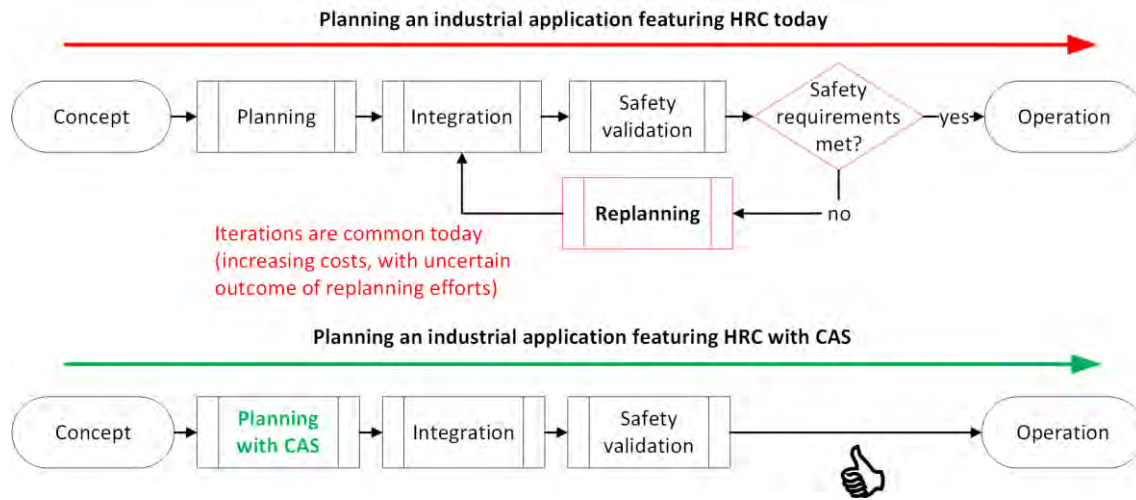 Planning an industrial application featuring HRC today
Concept
Planning
Integration
Safety
validation
Safety
requirements
met?
yes
Operation
no
Replanning
Iterations are common today
(increasing costs, with uncertain
outcome of replanning efforts)
Planning an industrial application featuring HRC with CAS
Concept
Planning
with CAS
Integration
Safety
validation
Operation